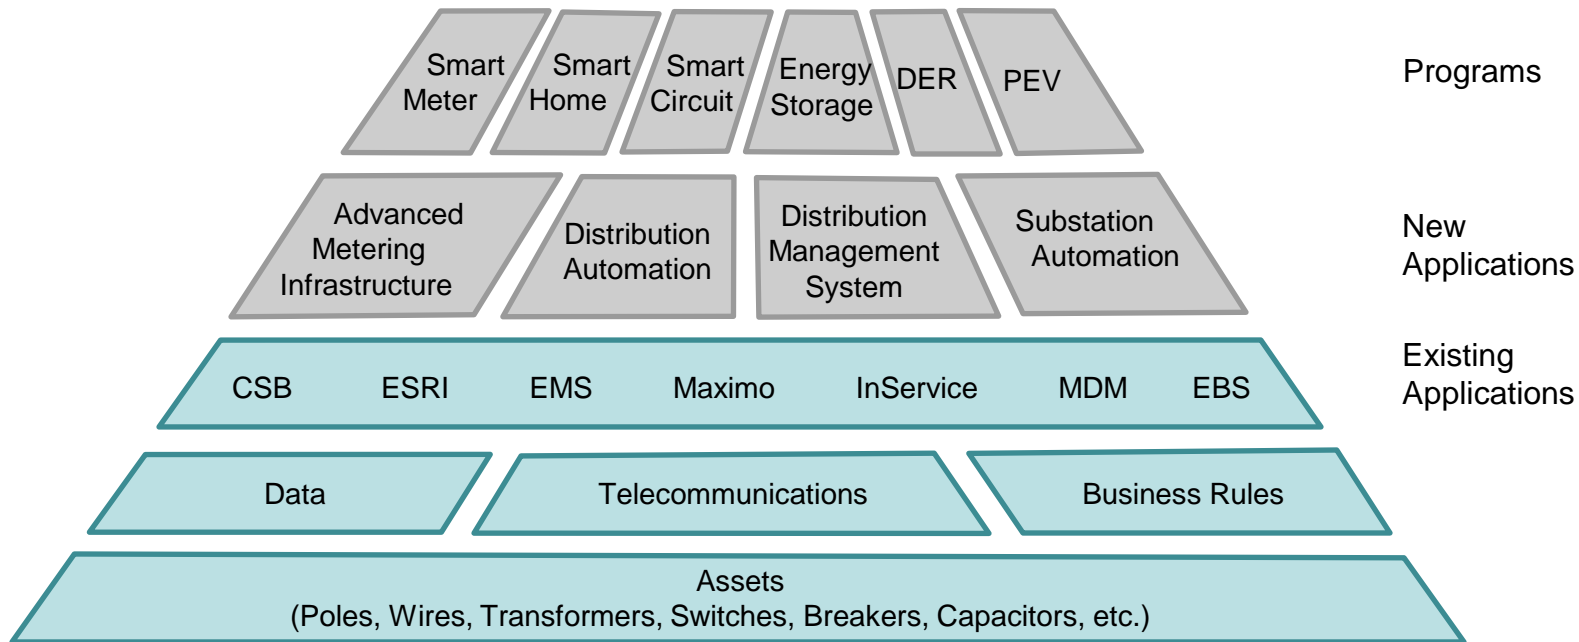 Smart
Meter
Smart
Home
Smart
Circuit
Energy
Storage
DER
PEV
Programs
Advanced
Metering
Infrastructure
Distribution
Automation
Distribution
Management
System
Substation
Automation
New
Applications
CSB ESRI EMS Maximo InService MDM EBS
Existing
Applications
Data
Telecommunications
Business Rules
Assets
(Poles, Wires, Transformers, Switches, Breakers, Capacitors, etc.)